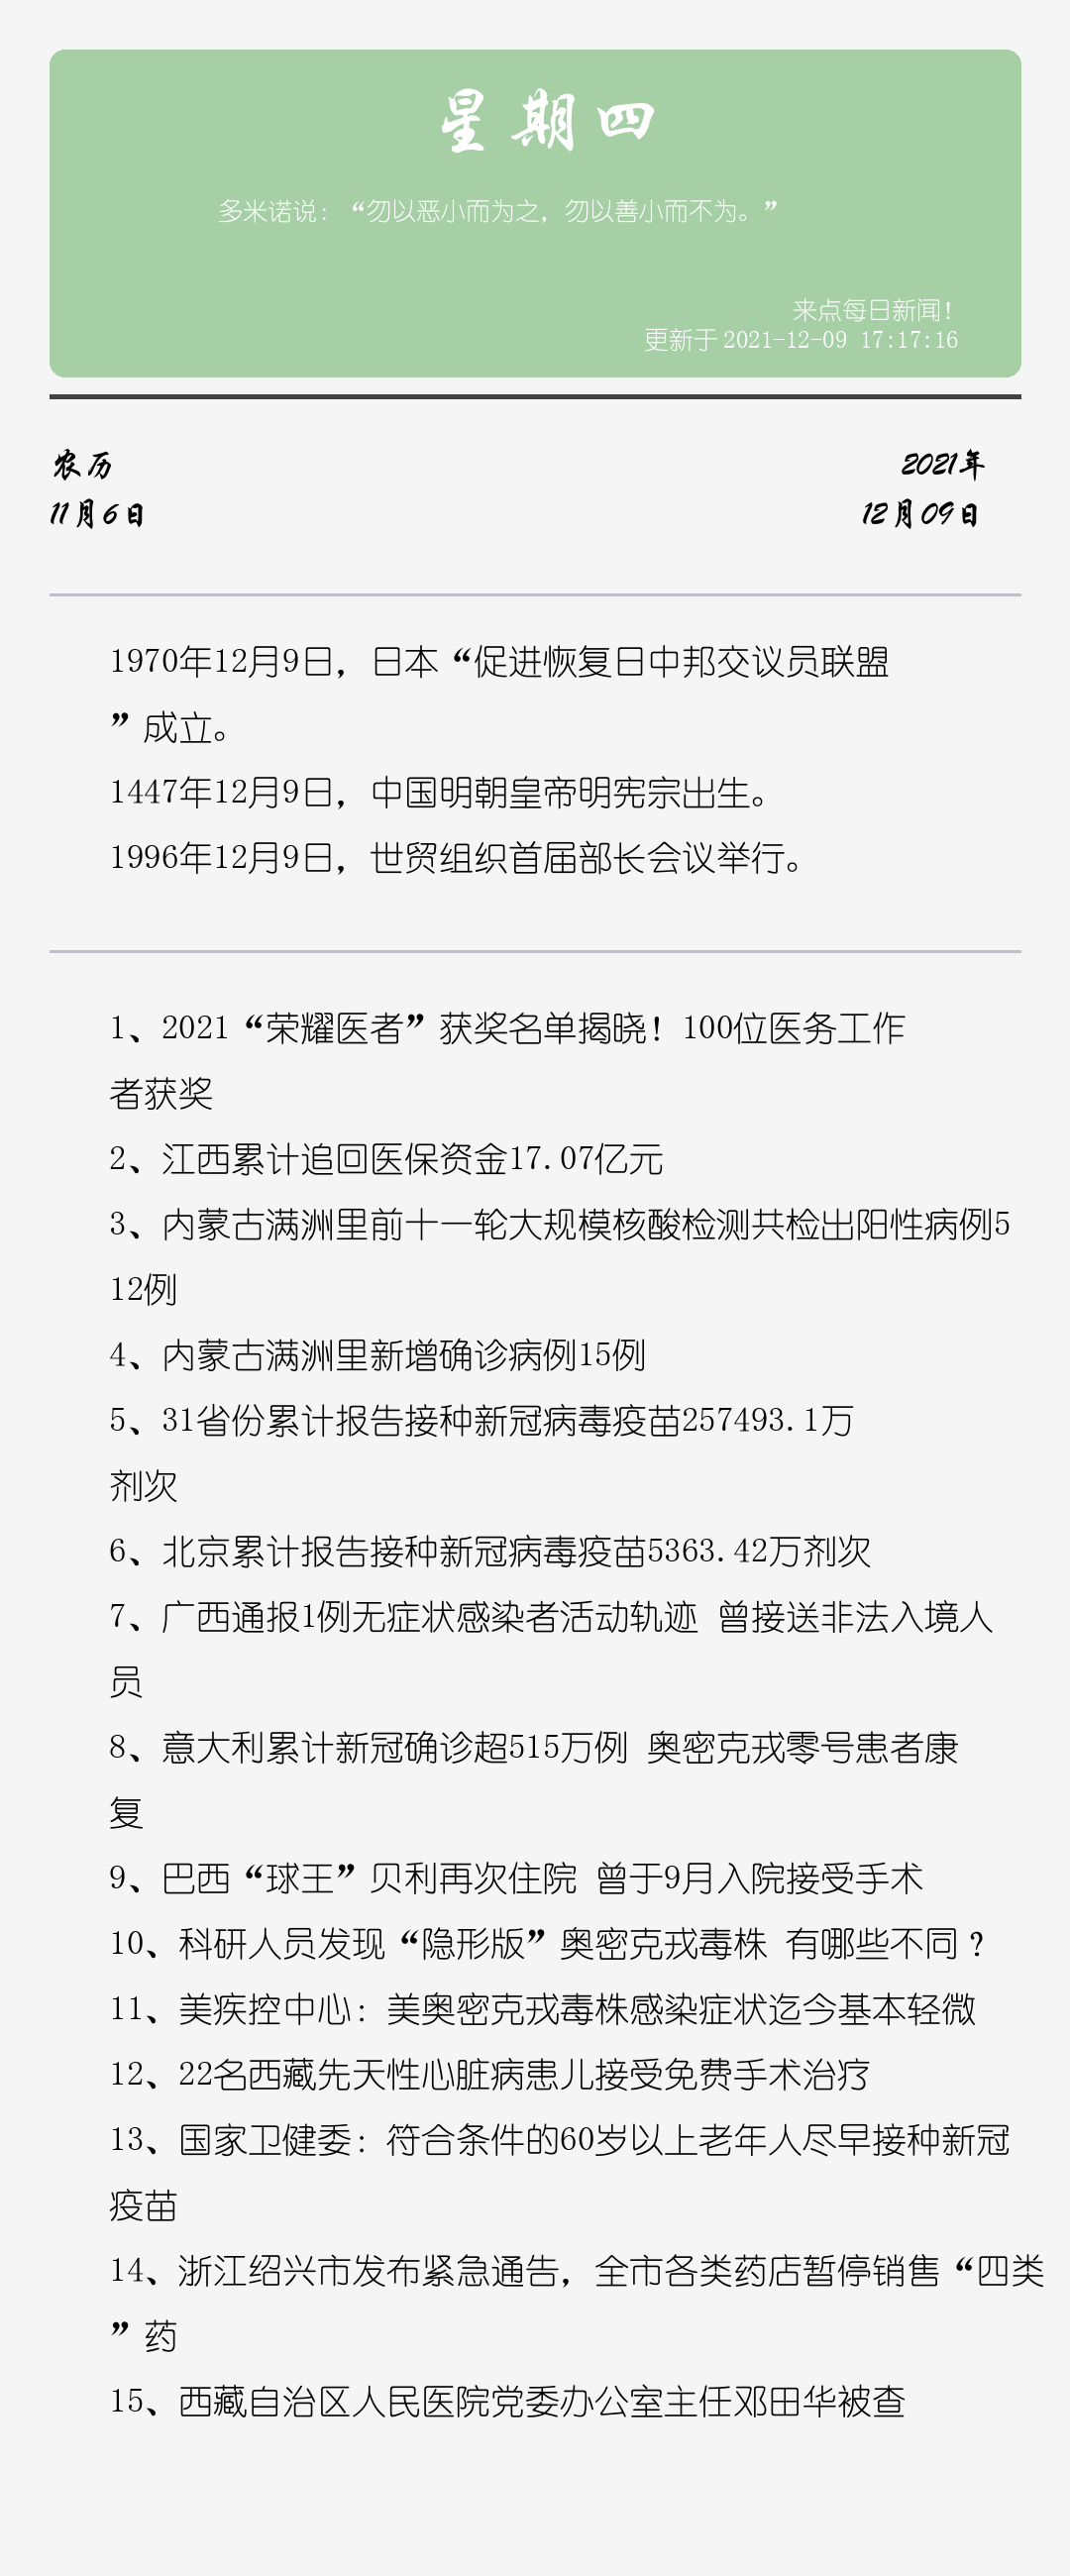 星期四
多米诺说：“勿以恶小而为之，勿以善小而不为。”
来点每日新闻！
更新于2021-12-09 17:17:16
农历
2021年
11月6日
12月09日
1970年12月9日，日本“促进恢复日中邦交议员联盟
”成立。
1447年12月9日，中国明朝皇帝明宪宗出生。
1996年12月9日，世贸组织首届部长会议举行。
1、2021“荣耀医者”获奖名单揭晓！100位医务工作
者获奖
2、江西累计追回医保资金17.07亿元
3、内蒙古满洲里前十一轮大规模核酸检测共检出阳性病例5
12例
4、内蒙古满洲里新增确诊病例15例
5、31省份累计报告接种新冠病毒疫苗257493.1万
剂次
6、北京累计报告接种新冠病毒疫苗5363.42万剂次
7、广西通报1例无症状感染者活动轨迹 曾接送非法入境人
员
8、意大利累计新冠确诊超515万例 奥密克戎零号患者康
复
9、巴西“球王”贝利再次住院 曾于9月入院接受手术
10、科研人员发现“隐形版”奥密克戎毒株 有哪些不同？
11、美疾控中心：美奥密克戎毒株感染症状迄今基本轻微
12、22名西藏先天性心脏病患儿接受免费手术治疗
13、国家卫健委：符合条件的60岁以上老年人尽早接种新冠
疫苗
14、浙江绍兴市发布紧急通告，全市各类药店暂停销售“四类
”药
15、西藏自治区人民医院党委办公室主任邓田华被查